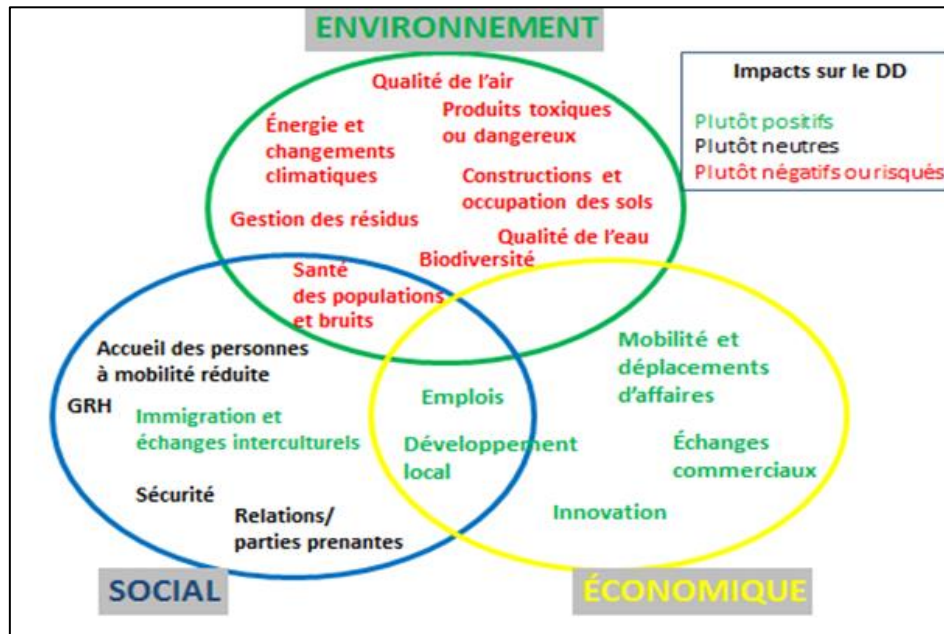 ENVIRONNEMENT
Impacts sur le DD
Plutôt positifs
Plutôt neutres
Plutôt négatifs ou risqués
Qualité de l'air
Produits toxiques
ou dangereux
Énergie et
changements
climatiques
Constructions et
occupation des sols
Gestion des résidus
Qualité de l'eau
Biodiversité
Santé
des populations
et bruits
Accueil des personnes
à mobilité réduite
GRH
Immigration et
échanges interculturels
Sécurité
Relations/
parties prenantes
Emplois
Développement
local
Mobilité et
déplacements
d'affaires
Échanges
commerciaux
Innovation
SOCIAL
ÉCONOMIQUE